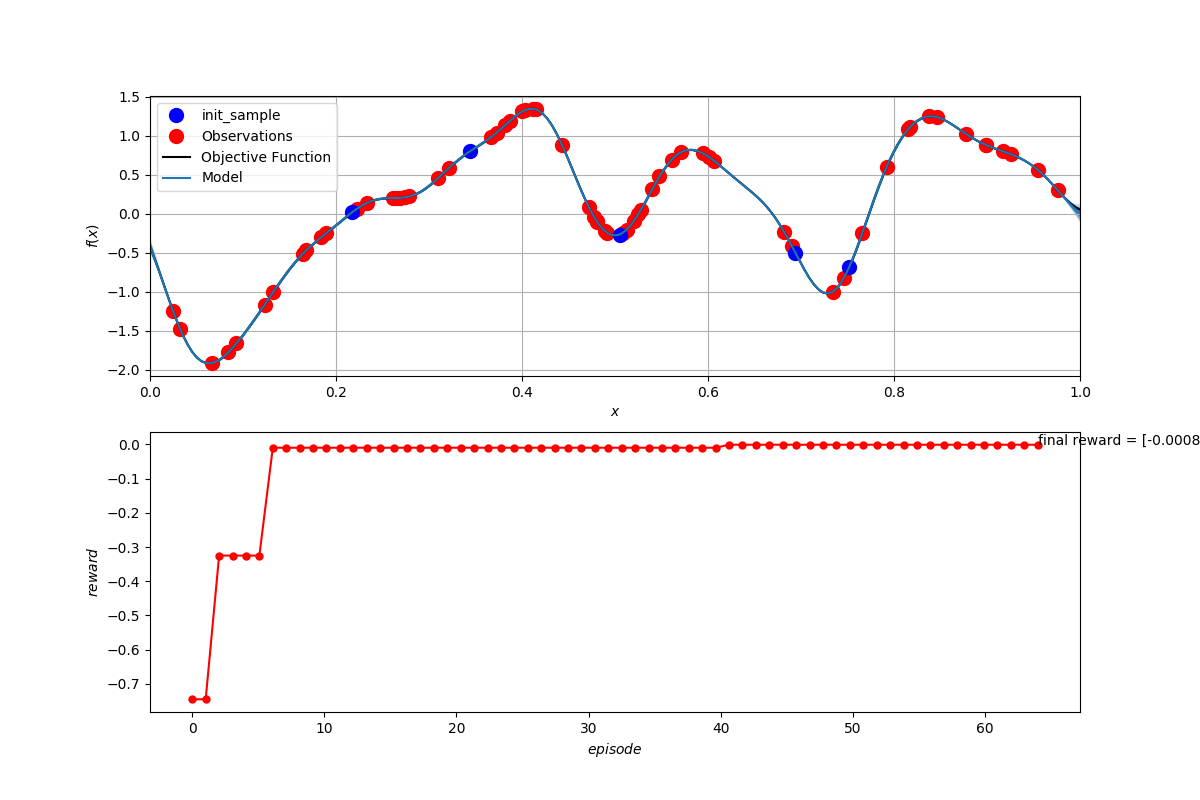 1.5
1.0
0.5
0.0
−0.5
−1.0
−1.5
−2.0
f(x)
init_sample
Observations
Objective Function
Model
0.0 0.2 0.4 0.6 0.8 1.0
x
0.0
−0.1
−0.2
−0.3
−0.4
−0.5
−0.6
−0.7
reward
final reward = [-0.0008
0 10 20 30 40 50 60
episode